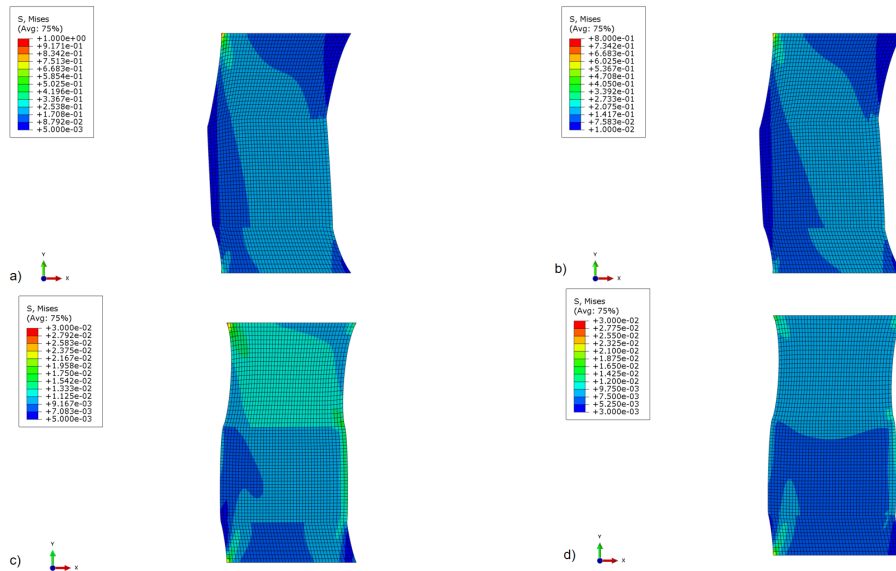 S, Mises
(Avg: 75%)
+1.000e+00
+9.171e-01
+8.342e-01
+7.513e-01
+6.683e-01
+5.854e-01
+5.025e-01
+4.196e-01
+3.367e-01
+2.538e-01
+1.708e-01
+8.792e-02
+5.000e-03
Y
X
a)
S, Mises
(Avg: 75%)
+8.000e-01
+7.342e-01
+6.683e-01
+6.025e-01
+5.367e-01
+4.708e-01
+4.050e-01
+3.392e-01
+2.733e-01
+2.075e-01
+1.417e-01
+7.583e-02
+1.000e-02
Y
X
b)
S, Mises
(Avg: 75%)
+3.000e-02
+2.792e-02
+2.583e-02
+2.375e-02
+2.167e-02
+1.958e-02
+1.750e-02
+1.542e-02
+1.333e-02
+1.125e-02
+9.167e-03
+7.083e-03
+5.000e-03
Y
X
c)
S, Mises
(Avg: 75%)
+3.000e-02
+2.775e-02
+2.550e-02
+2.325e-02
+2.100e-02
+1.875e-02
+1.650e-02
+1.425e-02
+1.200e-02
+9.750e-03
+7.500e-03
+5.250e-03
+3.000e-03
Y
X
d)